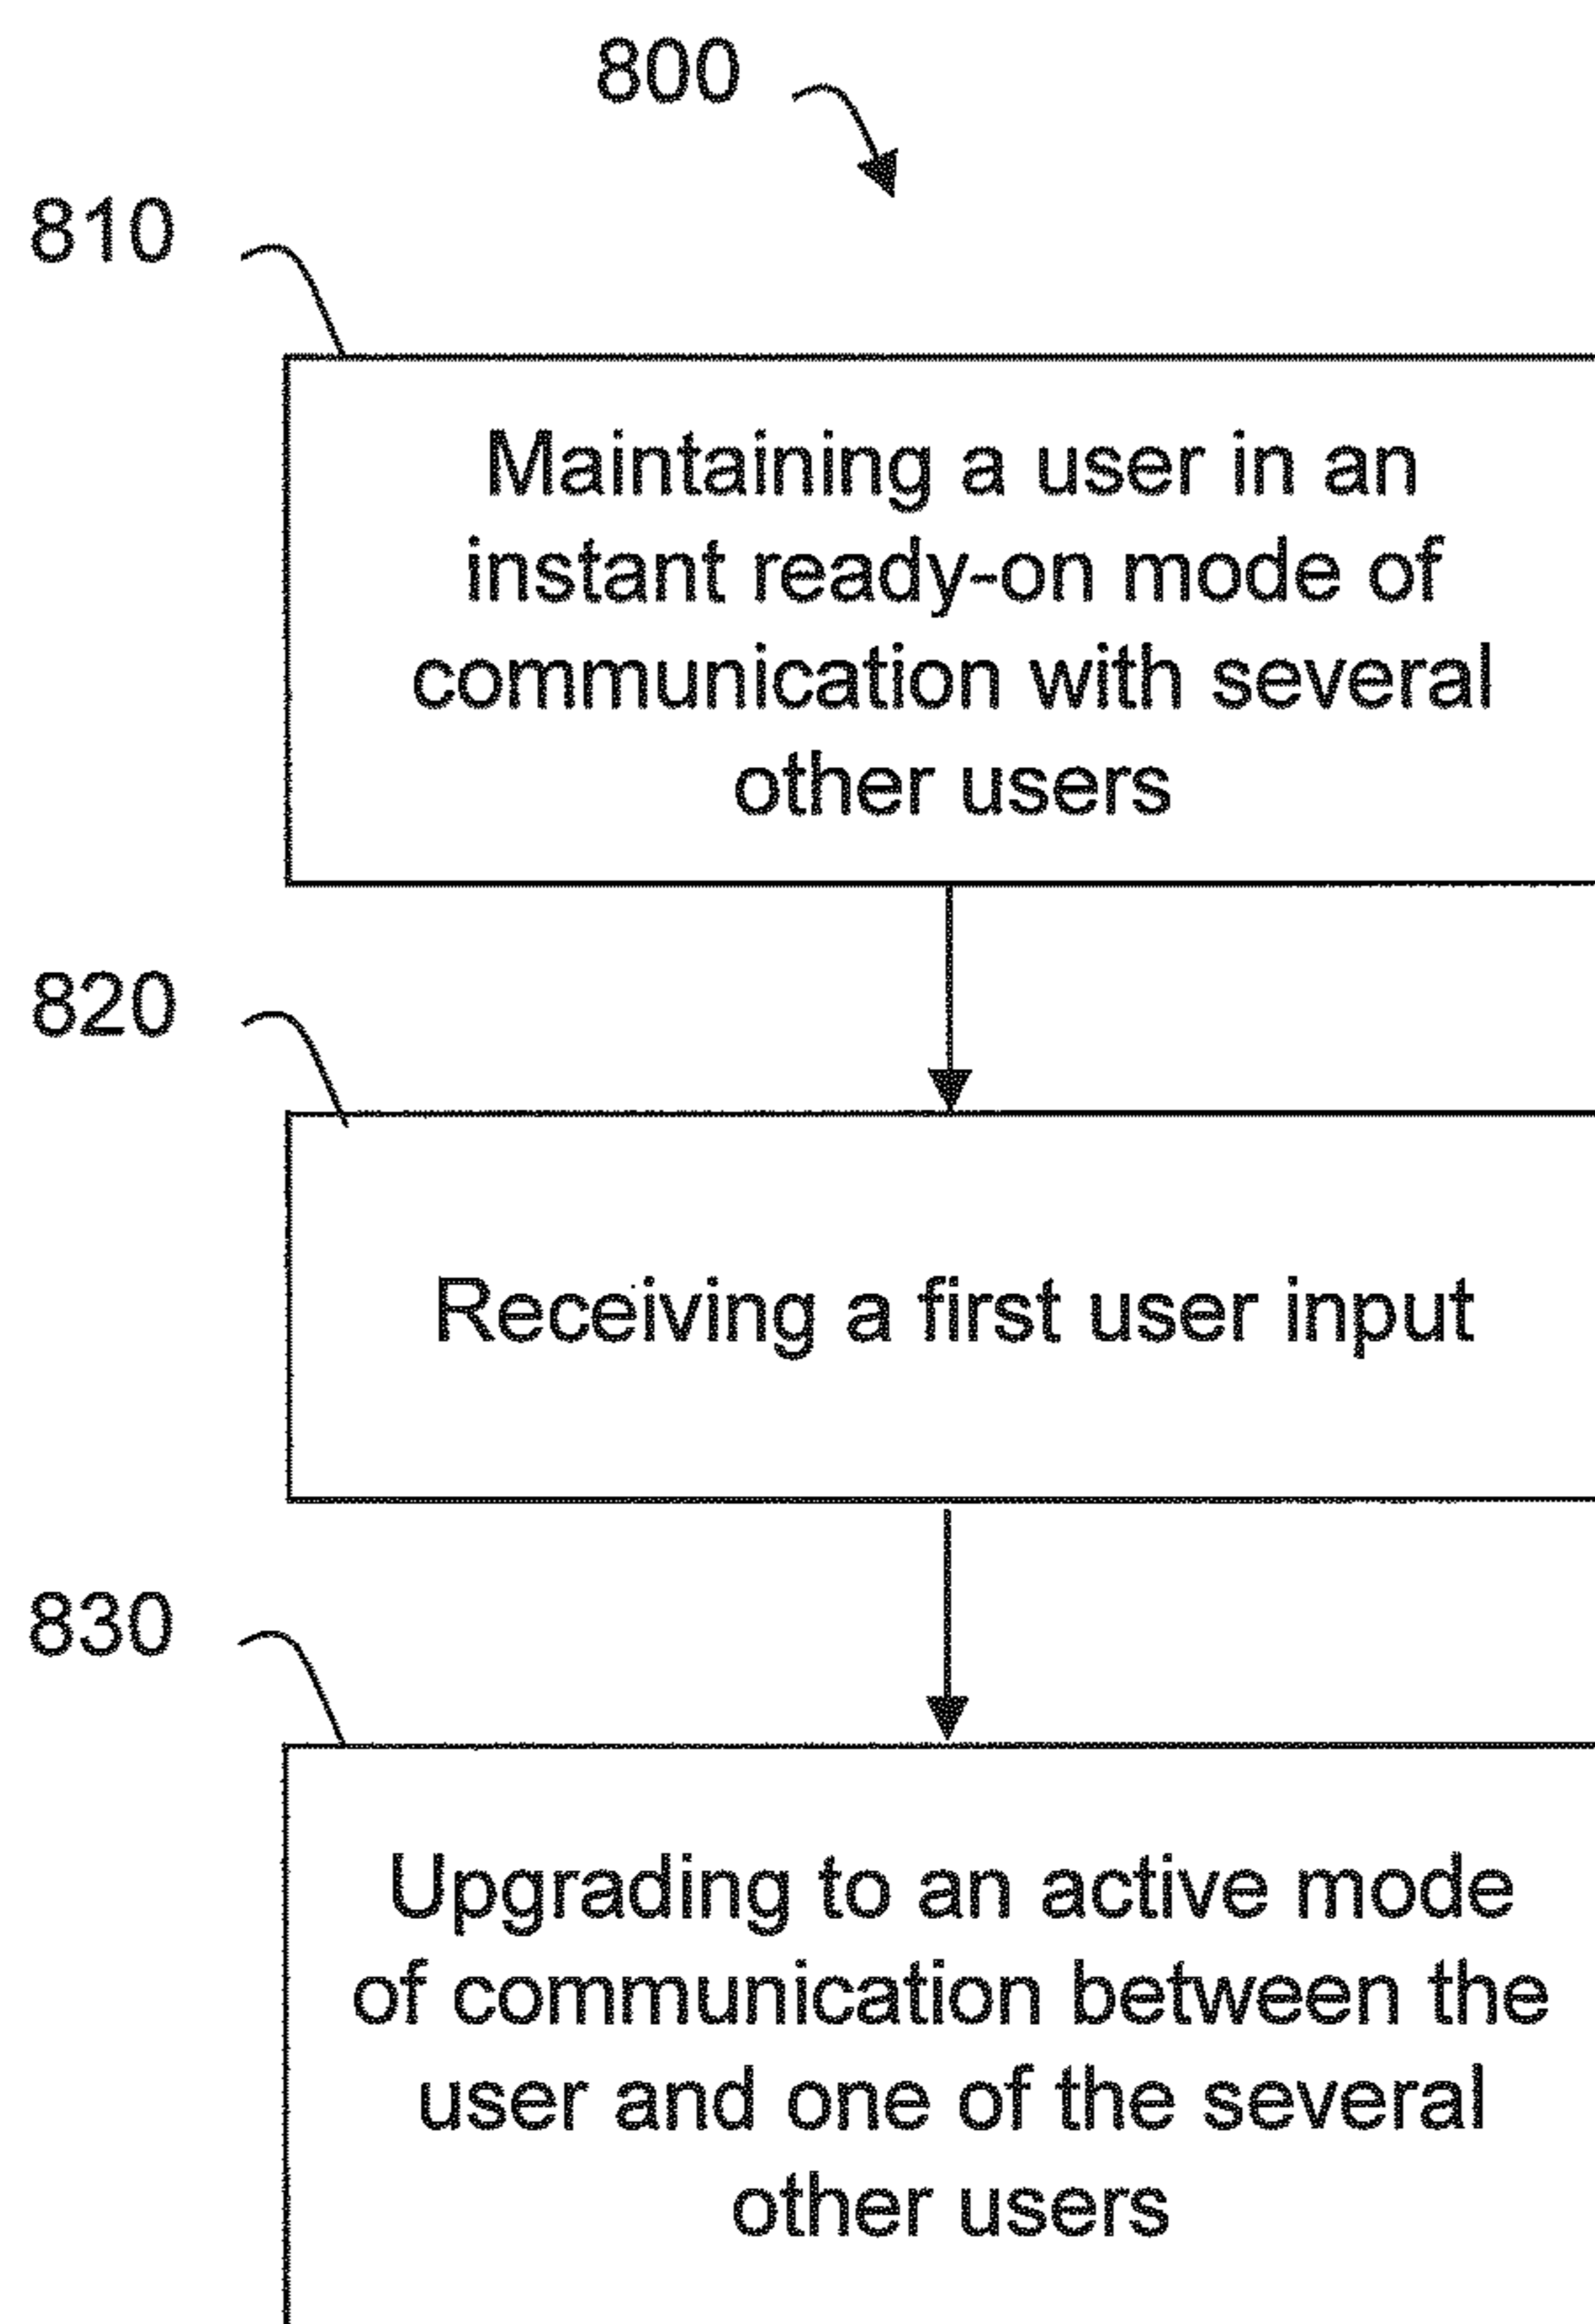 800
810
Maintaining a user in an
instant ready-on mode of
communication with several
other users
820
Receiving a first user input
830
Upgrading to an active mode
of communication between the
user and one of the several
other users